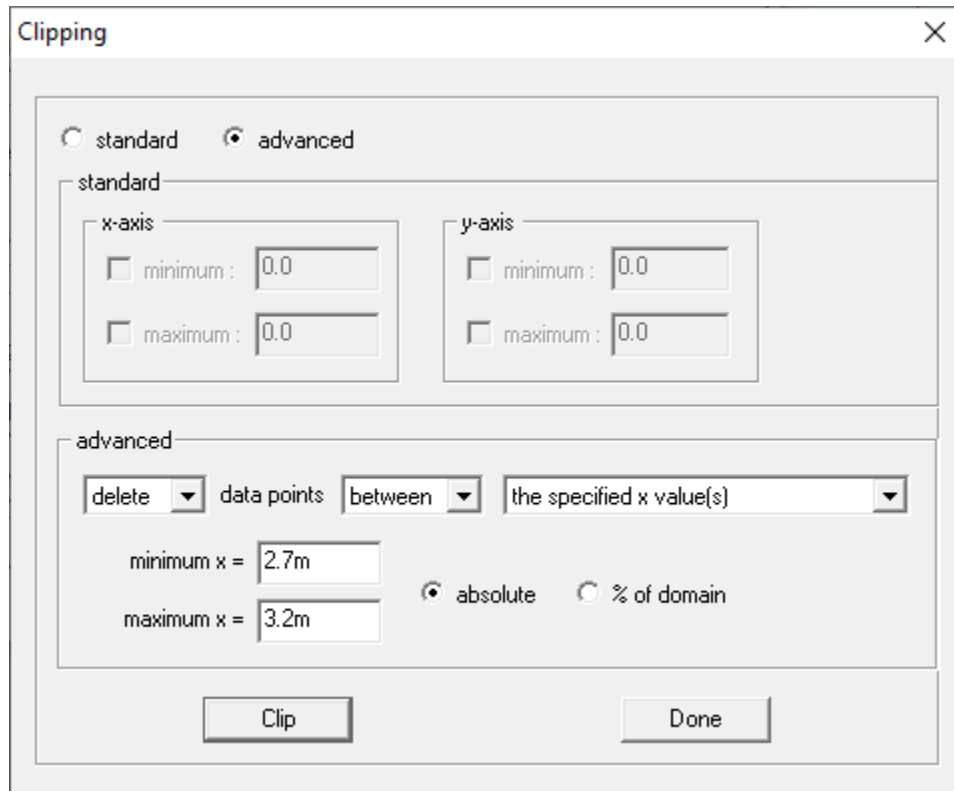 Clipping
standard advanced
standard
x-axis y-axis
minimum : 0.0 minimum : 0.0
maximum : 0.0 maximum : 0.0
advanced
delete data points between the specified x value(s)
minimum x = 2.7m
absolute % of domain
maximum x = 3.2m
Clip Done